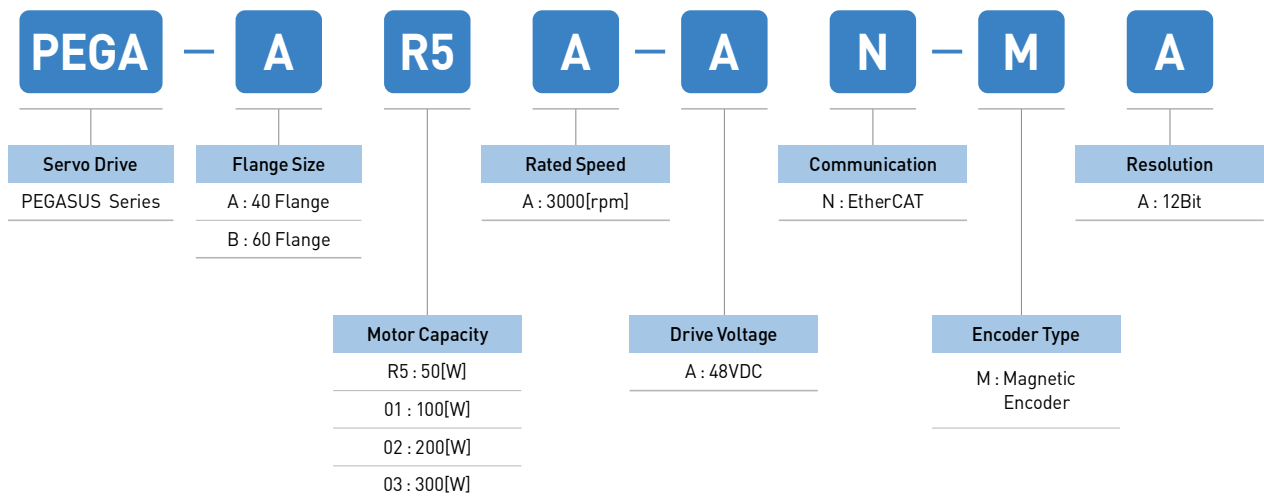 PEGA - A R5 A - A N - M A
Servo Drive
PEGASUS Series
Flange Size
A : 40 Flange
B : 60 Flange
Rated Speed
A : 3000[rpm]
Communication
N : EtherCAT
Resolution
A : 12Bit
Motor Capacity
R5 : 50[W]
01 : 100[W]
02 : 200[W]
03 : 300[W]
Drive Voltage
A : 48VDC
Encoder Type
M : Magnetic
Encoder